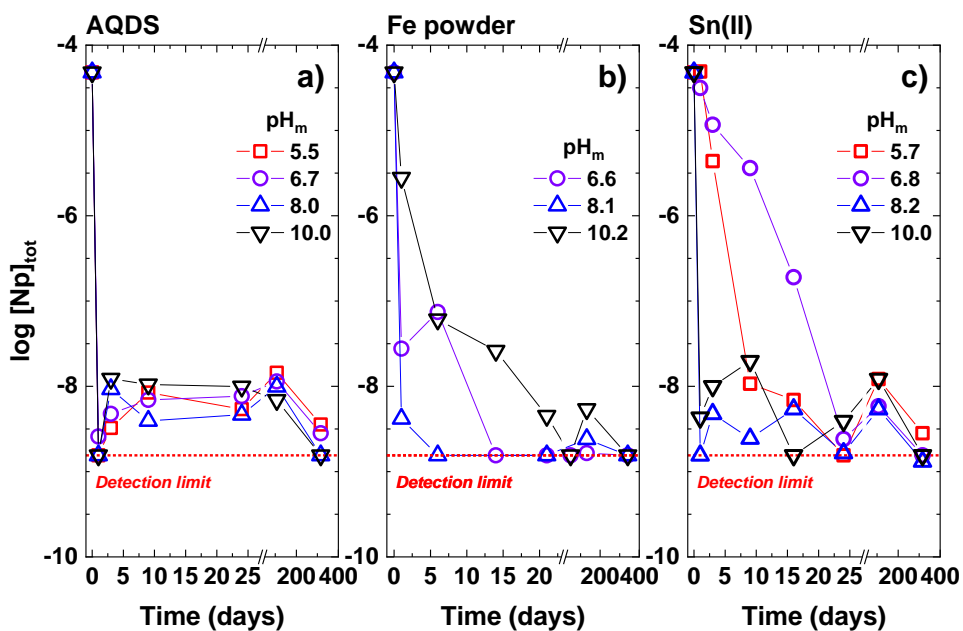 AQDS
Fe powder
Sn(II)
log [Np]tot
-4
-6
-8
-10
a)
pHm
5.5
6.7
8.0
10.0
Detection limit
0 5 10 15 20 25 200 400
Time (days)
-4
-6
-8
-10
b)
pHm
6.6
8.1
10.2
Detection limit
0 5 10 15 20 200 400
Time (days)
-4
-6
-8
-10
c)
pHm
5.7
6.8
8.2
10.0
Detection limit
0 5 10 15 20 25 200 400
Time (days)